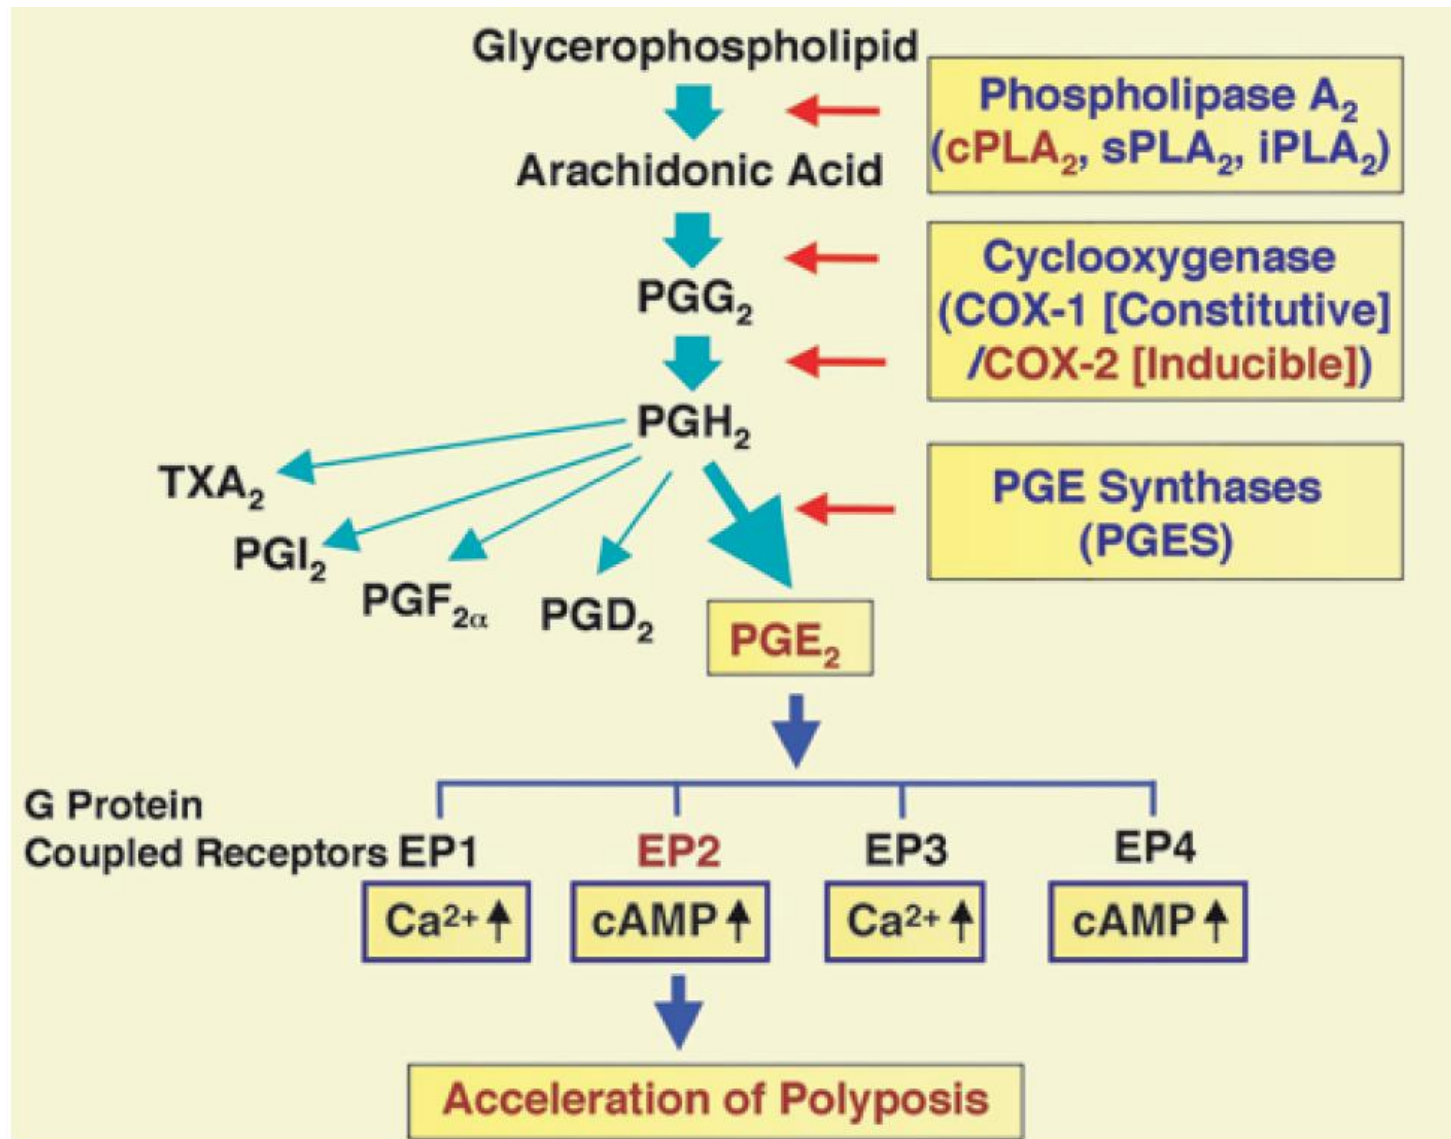 Glycerophospholipid
Phospholipase A₂
(cPLA₂, sPLA₂, iPLA₂)
Arachidonic Acid
Cyclooxygenase
(COX-1 [Constitutive]
/COX-2 [Inducible])
PGG₂
PGH₂
TXA₂
PGI₂
PGF₂α
PGD₂
PGE Synthases
(PGES)
PGE₂
G Protein
Coupled Receptors EP1 EP2 EP3 EP4
Ca²⁺ cAMP Ca²⁺ cAMP
Acceleration of Polyposis